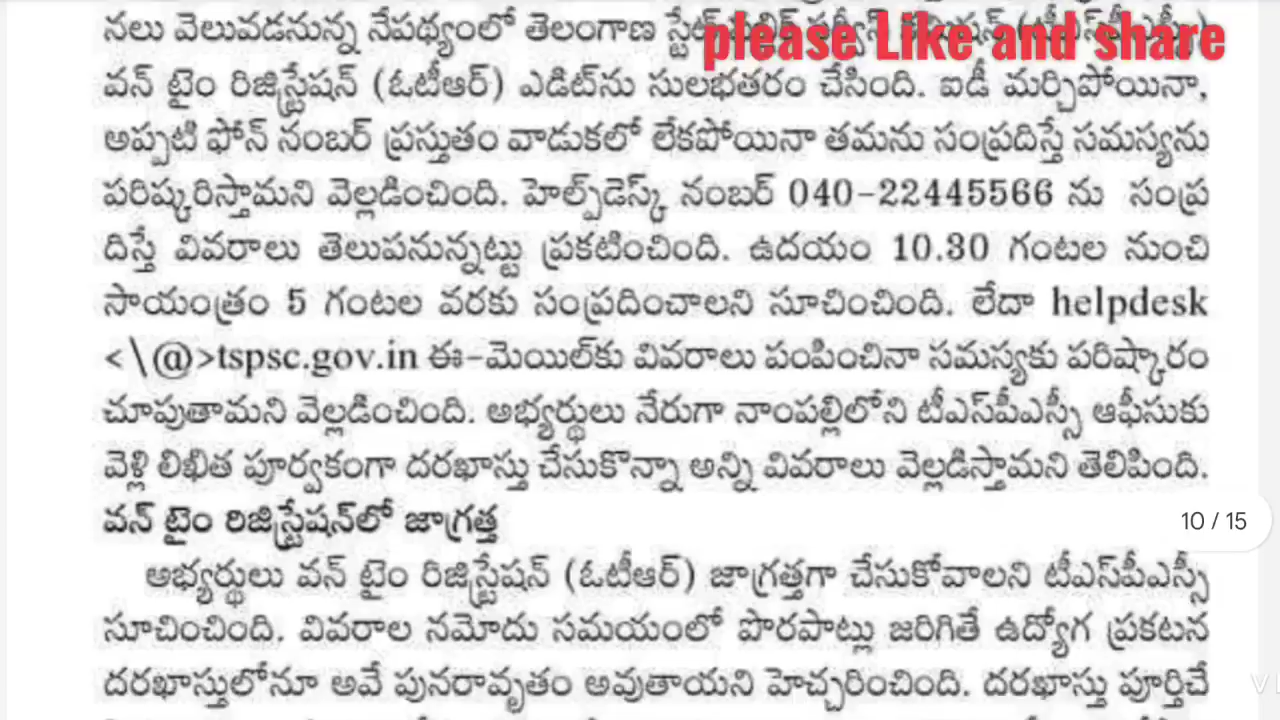 నలు వెలువడనున్న నేపథ్యంలో తెలంగాణ
please Like and share
వన్ టైం రిజిస్ట్రేషన్ (ఓటీఆర్) ఎడిట్‌ను సులభతరం చేసింది. ఐడీ మర్చిపోయినా,
అప్పటి ఫోన్ నంబర్ ప్రస్తుతం వాడుకలో లేకపోయినా తమను సంప్రదిస్తే సమస్యను
పరిష్కరిస్తామని వెల్లడించింది. హెల్ప్‌డెస్క్ నంబర్ 040-22445566 ను సంప్ర
దిస్తే వివరాలు తెలుపనున్నట్టు ప్రకటించింది. ఉదయం 10.30 గంటల నుంచి
సాయంత్రం 5 గంటల వరకు సంప్రదించాలని సూచించింది. లేదా helpdesk
<\@>tspsc.gov.in ఈ-మెయిల్‌కు వివరాలు పంపించినా సమస్యకు పరిష్కారం
చూపుతామని వెల్లడించింది. అభ్యర్థులు నేరుగా నాంపల్లిలోని టీఎస్‌పీఎస్సీ ఆఫీసుకు
వెళ్లి లిఖిత పూర్వకంగా దరఖాస్తు చేసుకొన్నా అన్ని వివరాలు వెల్లడిస్తామని తెలిపింది.
వన్ టైం రిజిస్ట్రేషన్‌లో జాగ్రత్త
10 / 15
అభ్యర్థులు వన్ టైం రిజిస్ట్రేషన్ (ఓటీఆర్) జాగ్రత్తగా చేసుకోవాలని టీఎస్‌పీఎస్సీ
సూచించింది. వివరాల నమోదు సమయంలో పొరపాట్లు జరిగితే ఉద్యోగ ప్రకటన
దరఖాస్తులోనూ అవే పునరావృతం అవుతాయని హెచ్చరించింది. దరఖాస్తు పూర్తిచే